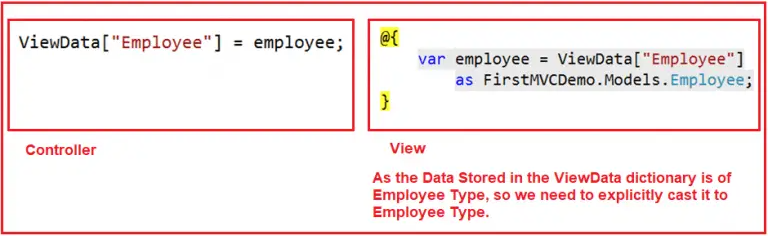 ViewData["Employee"] = employee;
Controller
@{
var employee = ViewData["Employee"]
as FirstMVCDemo.Models.Employee;
}
View
As the Data Stored in the ViewData dictionary is of
Employee Type, so we need to explicitly cast it to
Employee Type.